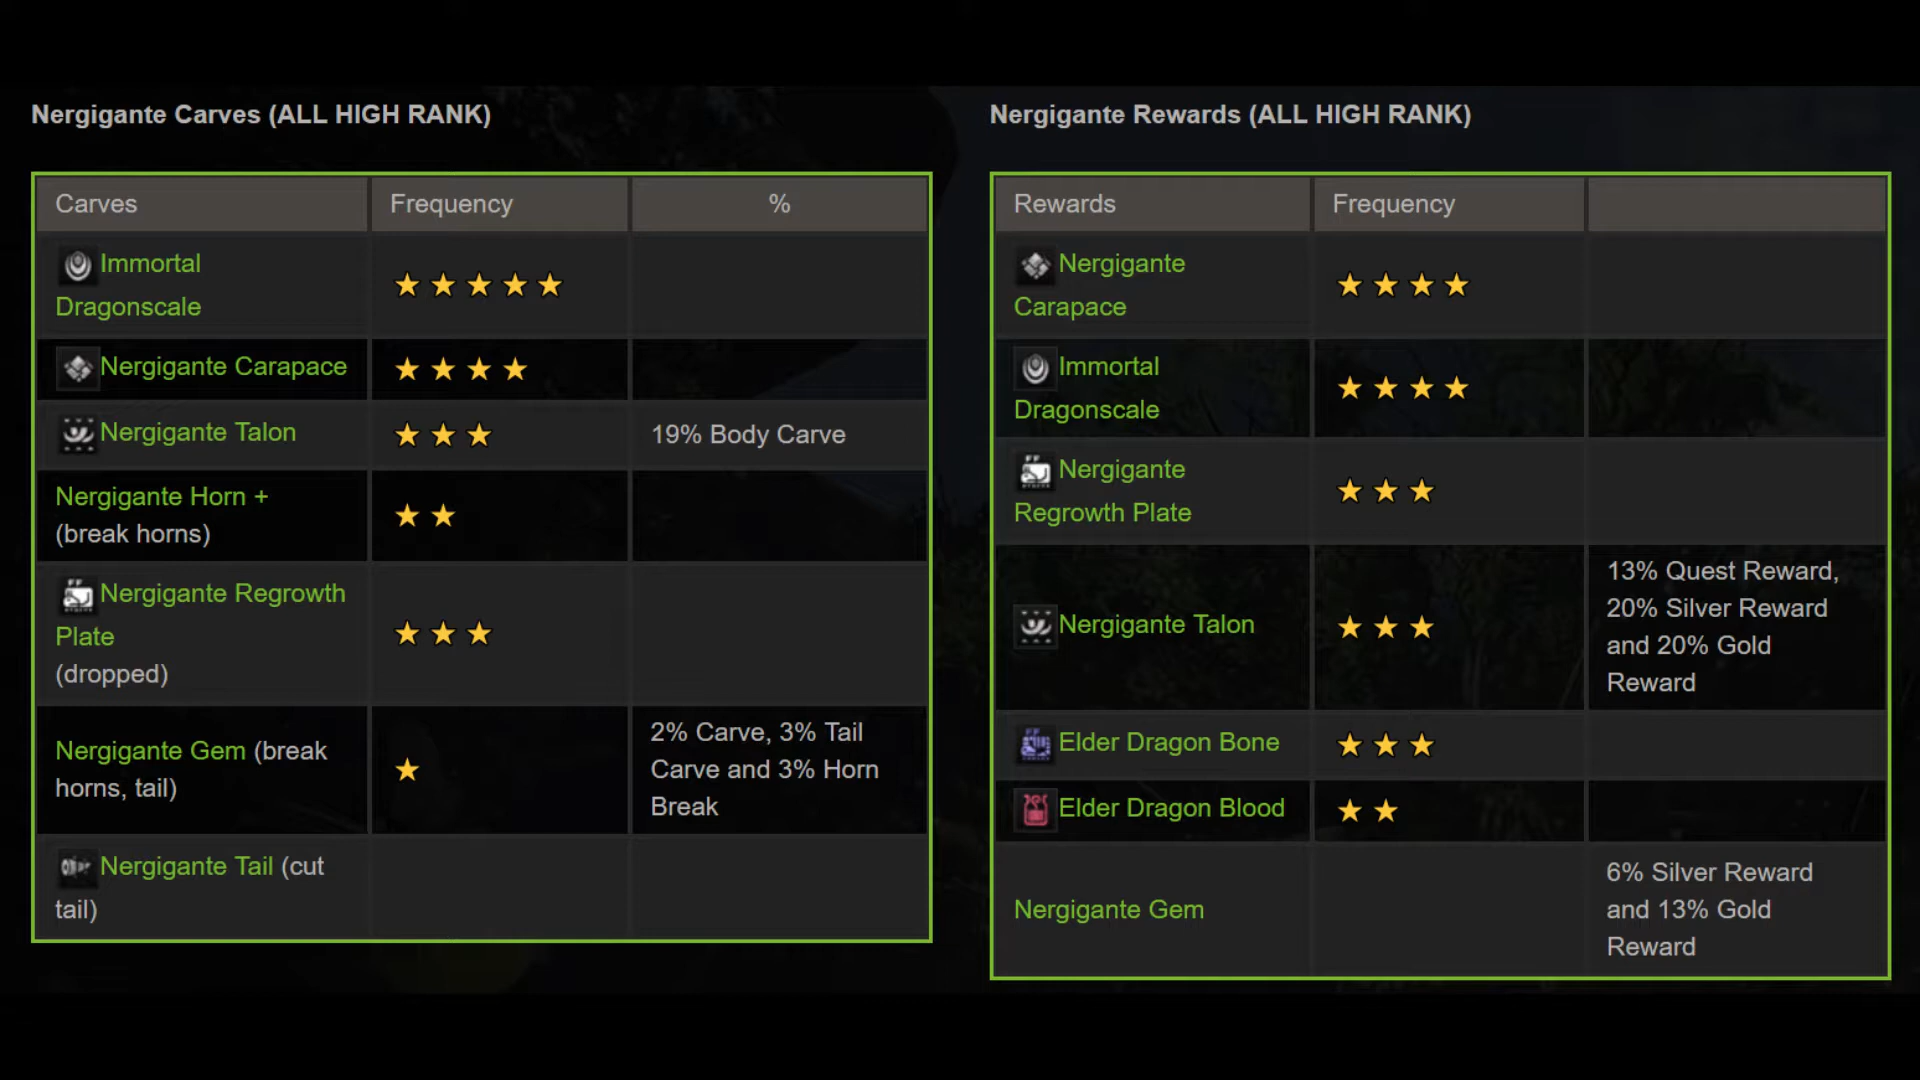 Nergigante Carves (ALL HIGH RANK)
Carves Frequency %
Immortal
Dragonscale
Nergigante Carapace
Nergigante Talon 19% Body Carve
Nergigante Horn +
(break horns)
Nergigante Regrowth
Plate
(dropped)
Nergigante Gem (break
horns, tail)
2% Carve, 3% Tail
Carve and 3% Horn
Break
Nergigante Tail (cut
tail)
Nergigante Rewards (ALL HIGH RANK)
Rewards Frequency
Nergigante
Carapace
Immortal
Dragonscale
Nergigante
Regrowth Plate
Nergigante Talon
13% Quest Reward,
20% Silver Reward
and 20% Gold
Reward
Elder Dragon Bone
Elder Dragon Blood
Nergigante Gem
6% Silver Reward
and 13% Gold
Reward